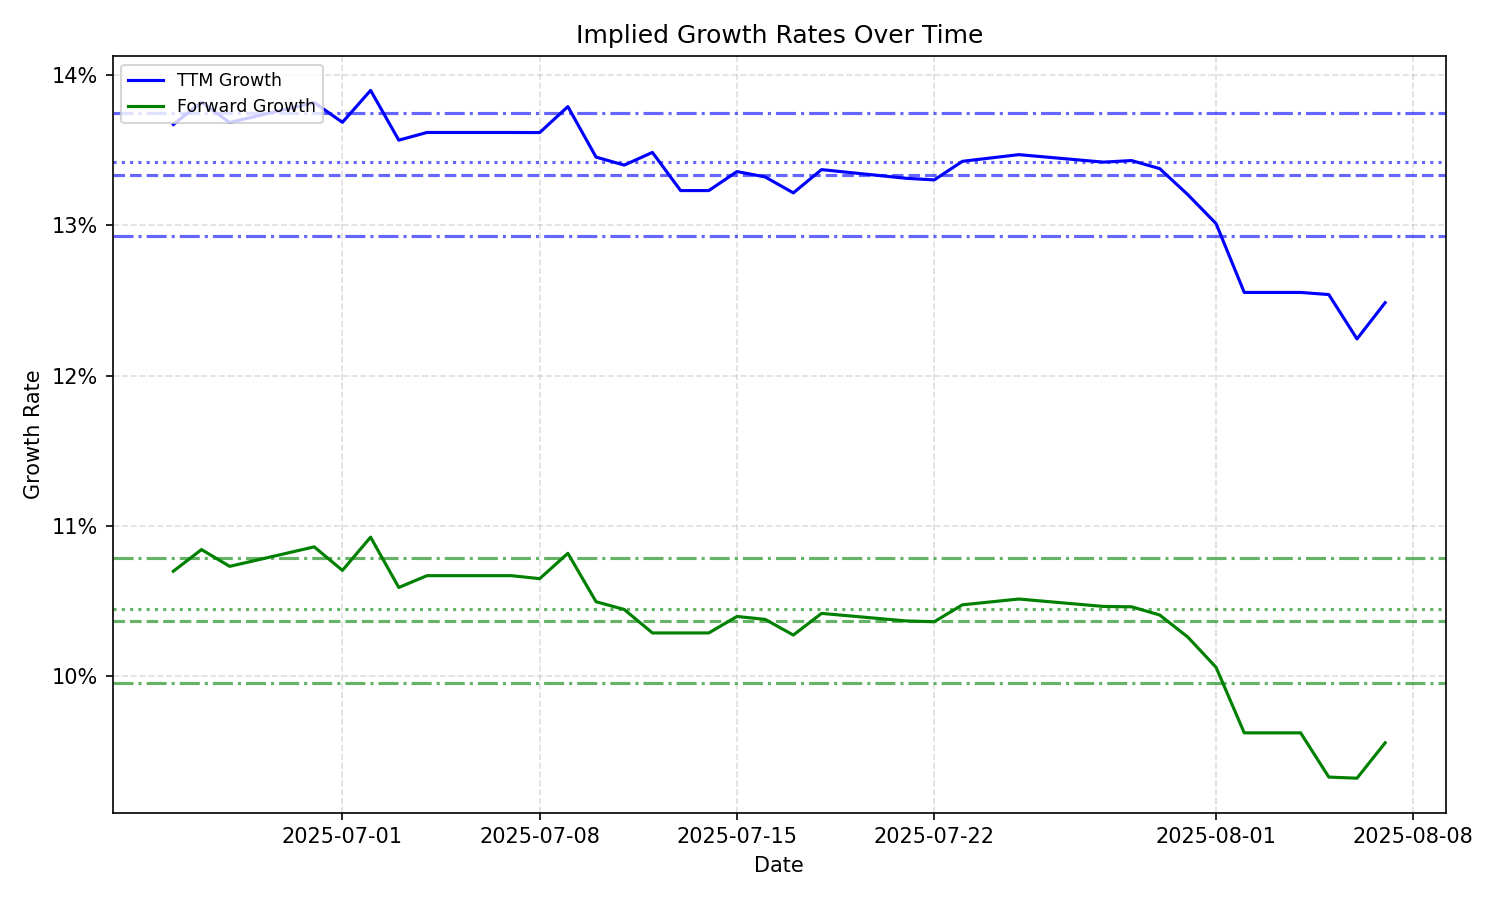 Implied Growth Rates Over Time
TTM Growth
Forward Growth
14%
13%
12%
11%
10%
Growth Rate
2025-07-01
2025-07-08
2025-07-15
2025-07-22
2025-08-01
2025-08-08
Date